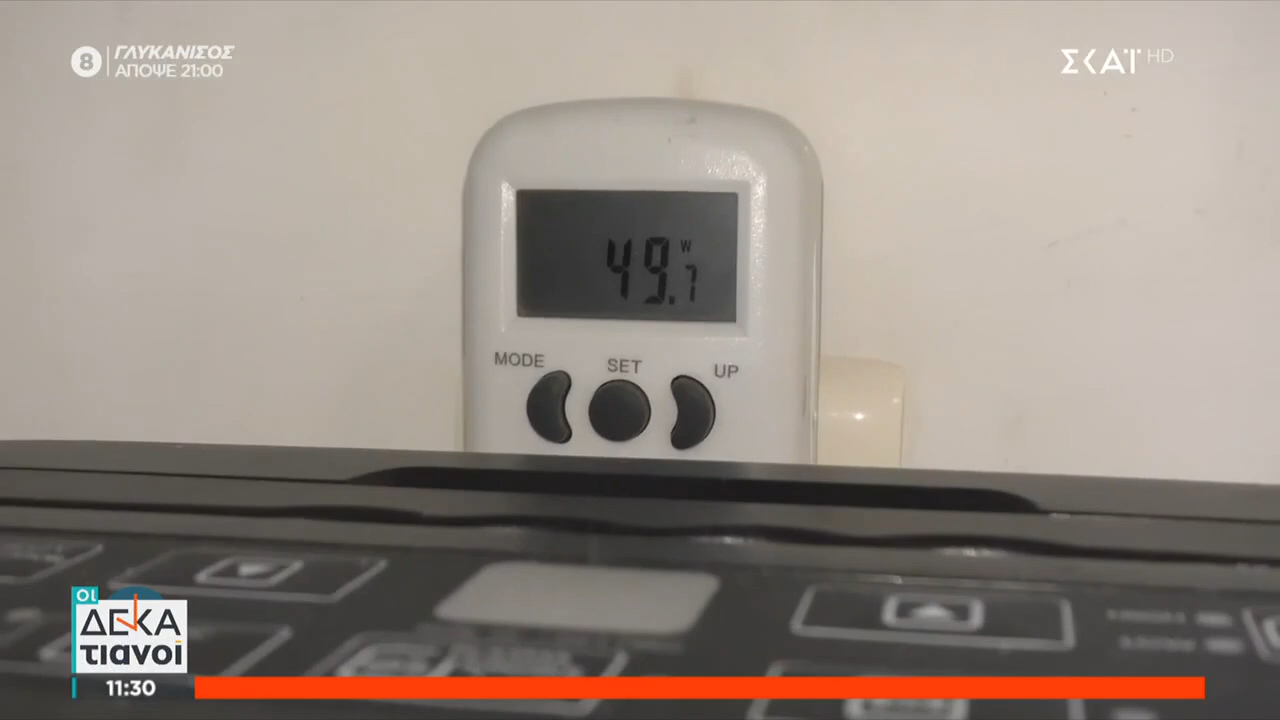 8
ΓΛΥΚΑΝΙΣΟΣ
ΑΠΟΨΕ 21:00
ΣΚΑΪ HD
49.7 W
MODE SET UP
οι
ΔΕΚΑ
τιανοί
11:30